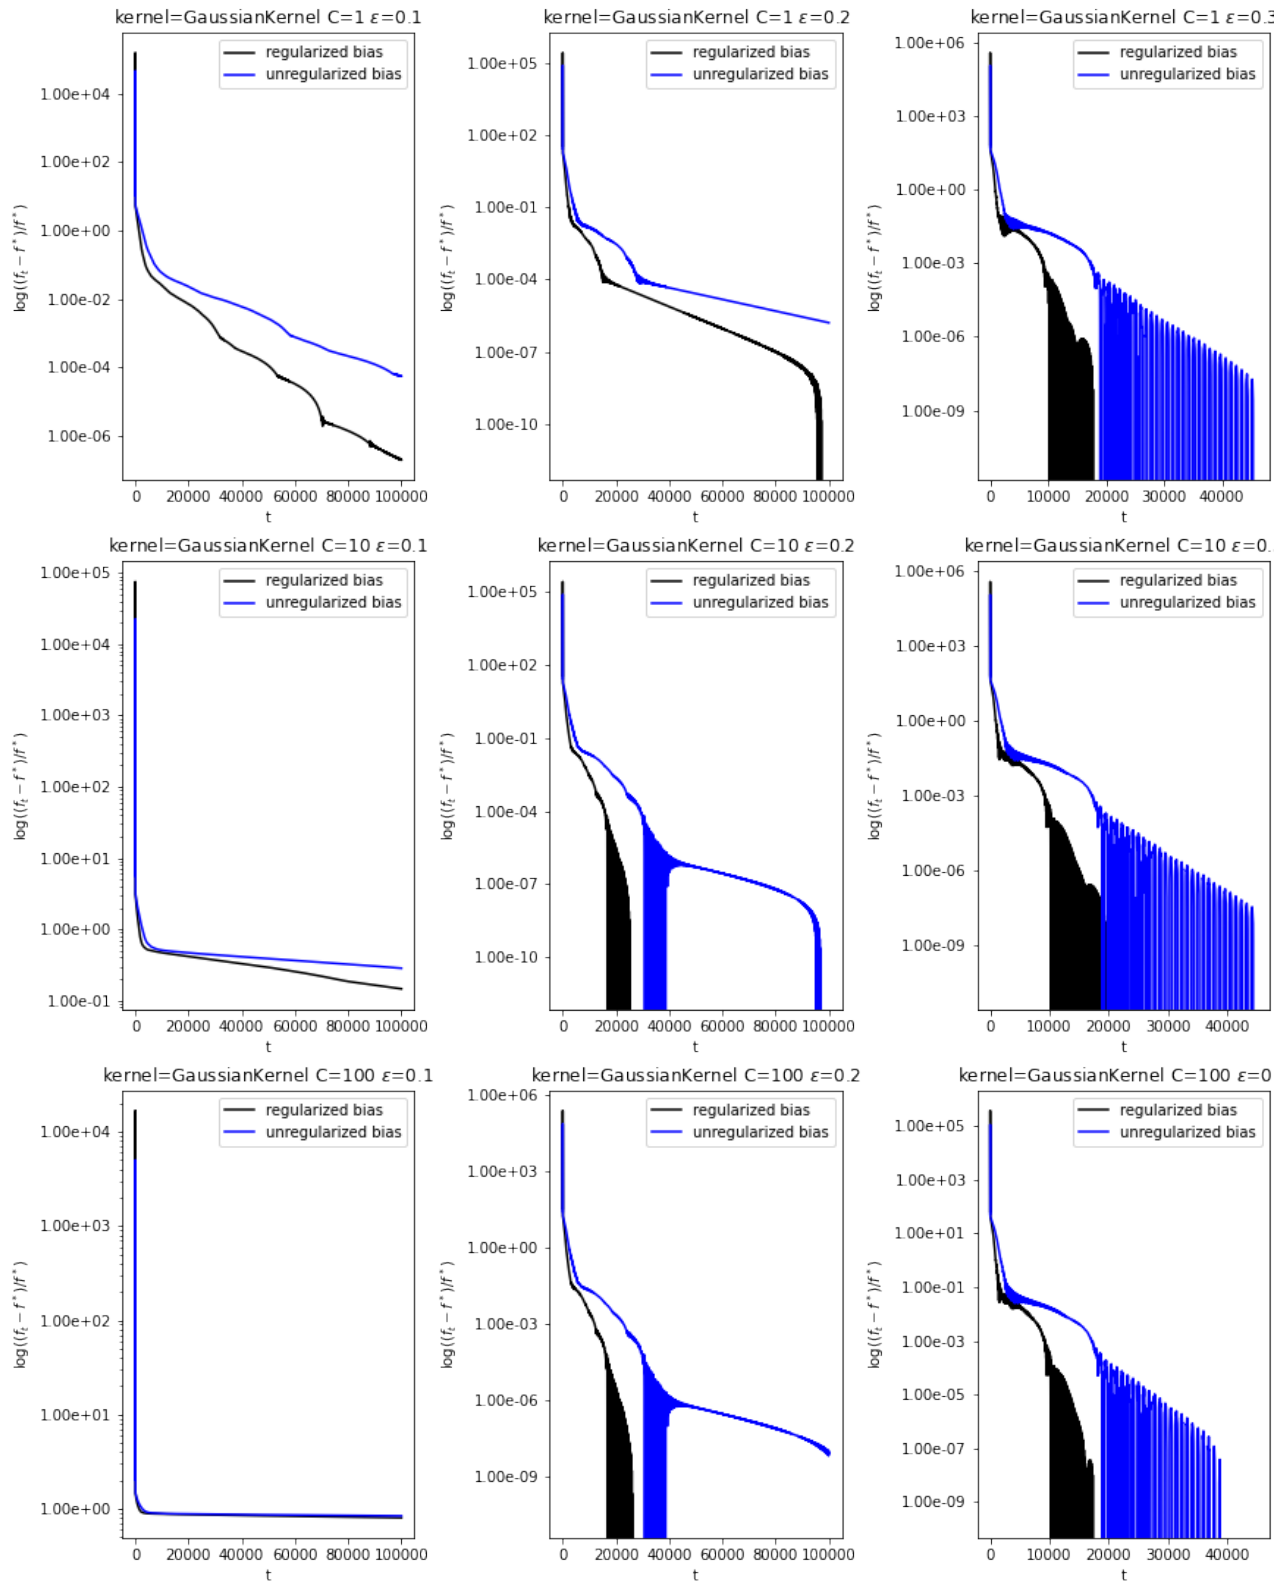 kernel=GaussianKernel C=1 ε=0.1
regularized bias
unregularized bias
1.00e+04
1.00e+02
1.00e+00
1.00e-02
1.00e-04
1.00e-06
log((f_t − f*)/f*)
0 20000 40000 60000 80000 100000
t
kernel=GaussianKernel C=1 ε=0.2
regularized bias
unregularized bias
1.00e+05
1.00e+02
1.00e-01
1.00e-04
1.00e-07
1.00e-10
log((f_t − f*)/f*)
0 20000 40000 60000 80000 100000
t
kernel=GaussianKernel C=1 ε=0.3
regularized bias
unregularized bias
1.00e+06
1.00e+03
1.00e+00
1.00e-03
1.00e-06
1.00e-09
log((f_t − f*)/f*)
0 10000 20000 30000 40000
t
kernel=GaussianKernel C=10 ε=0.1
regularized bias
unregularized bias
1.00e+05
1.00e+04
1.00e+03
1.00e+02
1.00e+01
1.00e+00
1.00e-01
log((f_t − f*)/f*)
0 20000 40000 60000 80000 100000
t
kernel=GaussianKernel C=10 ε=0.2
regularized bias
unregularized bias
1.00e+05
1.00e+02
1.00e-01
1.00e-04
1.00e-07
1.00e-10
log((f_t − f*)/f*)
0 20000 40000 60000 80000 100000
t
kernel=GaussianKernel C=10 ε=0.
regularized bias
unregularized bias
1.00e+06
1.00e+03
1.00e+00
1.00e-03
1.00e-06
1.00e-09
log((f_t − f*)/f*)
0 10000 20000 30000 40000
t
kernel=GaussianKernel C=100 ε=0.1
regularized bias
unregularized bias
1.00e+04
1.00e+03
1.00e+02
1.00e+01
1.00e+00
log((f_t − f*)/f*)
0 20000 40000 60000 80000 100000
t
kernel=GaussianKernel C=100 ε=0.2
regularized bias
unregularized bias
1.00e+06
1.00e+03
1.00e+00
1.00e-03
1.00e-06
1.00e-09
log((f_t − f*)/f*)
0 20000 40000 60000 80000 100000
t
kernel=GaussianKernel C=100 ε=0
regularized bias
unregularized bias
1.00e+05
1.00e+03
1.00e+01
1.00e-01
1.00e-03
1.00e-05
1.00e-07
1.00e-09
log((f_t − f*)/f*)
0 10000 20000 30000 40000
t